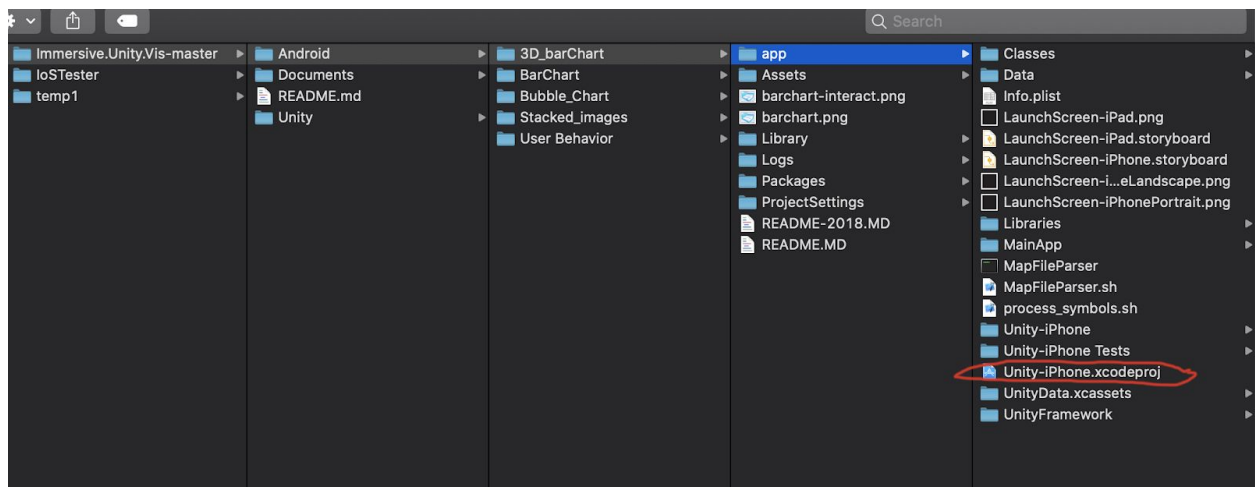 Search
Immersive.Unity.Vis-master
IoSTester
temp1
Android
Documents
README.md
Unity
3D_barChart
BarChart
Bubble_Chart
Stacked_images
User Behavior
app
Assets
barchart-interact.png
barchart.png
Library
Logs
Packages
ProjectSettings
README-2018.MD
README.MD
Classes
Data
Info.plist
LaunchScreen-iPad.png
LaunchScreen-iPad.storyboard
LaunchScreen-iPhone.storyboard
LaunchScreen-i...eLandscape.png
LaunchScreen-iPhonePortrait.png
Libraries
MainApp
MapFileParser
MapFileParser.sh
process_symbols.sh
Unity-iPhone
Unity-iPhone Tests
Unity-iPhone.xcodeproj
UnityData.xcassets
UnityFramework